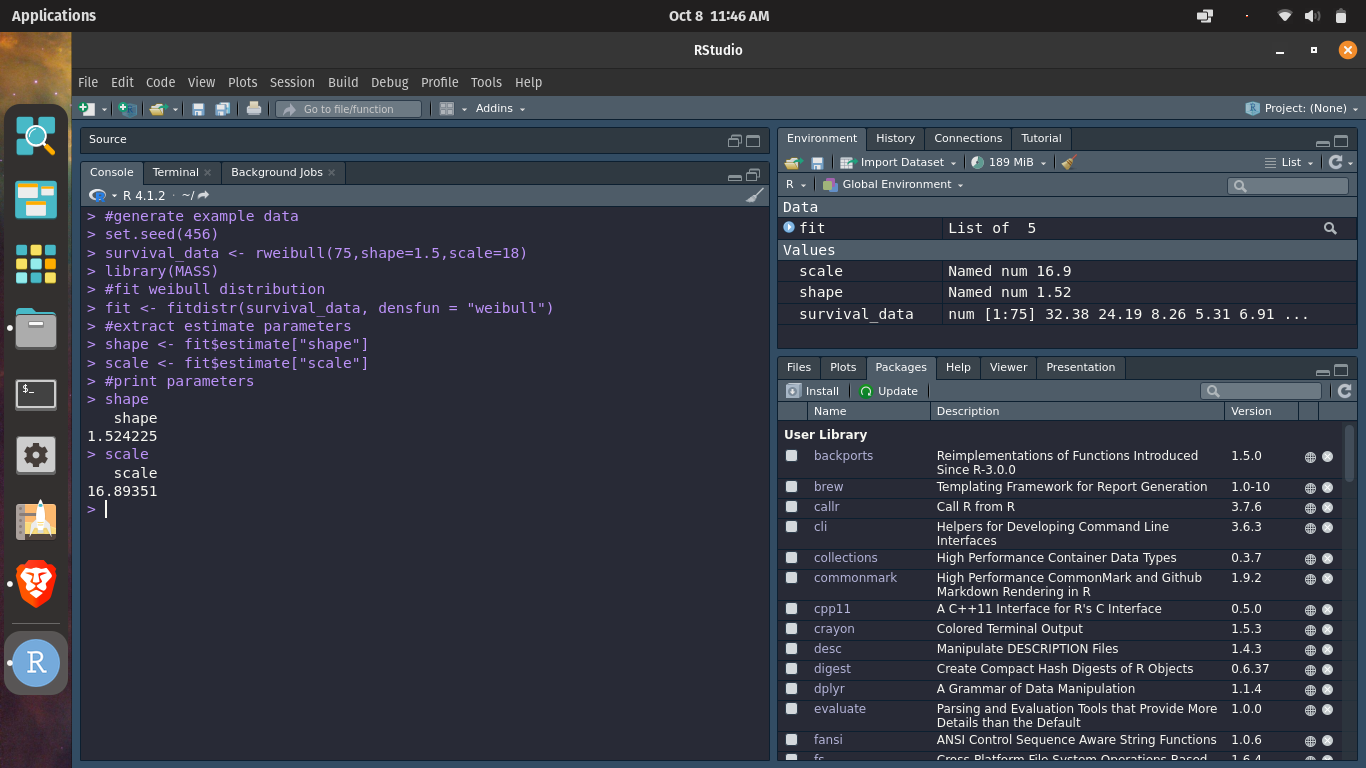 Applications
Oct 8 11:46 AM
RStudio
File Edit Code View Plots Session Build Debug Profile Tools Help
Go to file/function
Addins
Project: (None)
Source
Console Terminal Background Jobs
R 4.1.2 · ~/
> #generate example data
> set.seed(456)
> survival_data <- rweibull(75,shape=1.5,scale=18)
> library(MASS)
> #fit weibull distribution
> fit <- fitdistr(survival_data, densfun = "weibull")
> #extract estimate parameters
> shape <- fit$estimate["shape"]
> scale <- fit$estimate["scale"]
> #print parameters
> shape
shape
1.524225
> scale
scale
16.89351
>
Environment History Connections Tutorial
Import Dataset 189 MiB List
R Global Environment
Data
fit List of 5
Values
scale Named num 16.9
shape Named num 1.52
survival_data num [1:75] 32.38 24.19 8.26 5.31 6.91 ...
Files Plots Packages Help Viewer Presentation
Install Update
Name Description Version
User Library
backports Reimplementations of Functions Introduced 1.5.0
Since R-3.0.0
brew Templating Framework for Report Generation 1.0-10
callr Call R from R 3.7.6
cli Helpers for Developing Command Line 3.6.3
Interfaces
collections High Performance Container Data Types 0.3.7
commonmark High Performance CommonMark and Github 1.9.2
Markdown Rendering in R
cpp11 A C++11 Interface for R's C Interface 0.5.0
crayon Colored Terminal Output 1.5.3
desc Manipulate DESCRIPTION Files 1.4.3
digest Create Compact Hash Digests of R Objects 0.6.37
dplyr A Grammar of Data Manipulation 1.1.4
evaluate Parsing and Evaluation Tools that Provide More 1.0.0
Details than the Default
fansi ANSI Control Sequence Aware String Functions 1.0.6
fs Cross-Platform File System Operations Based 1.6.4
$_
R